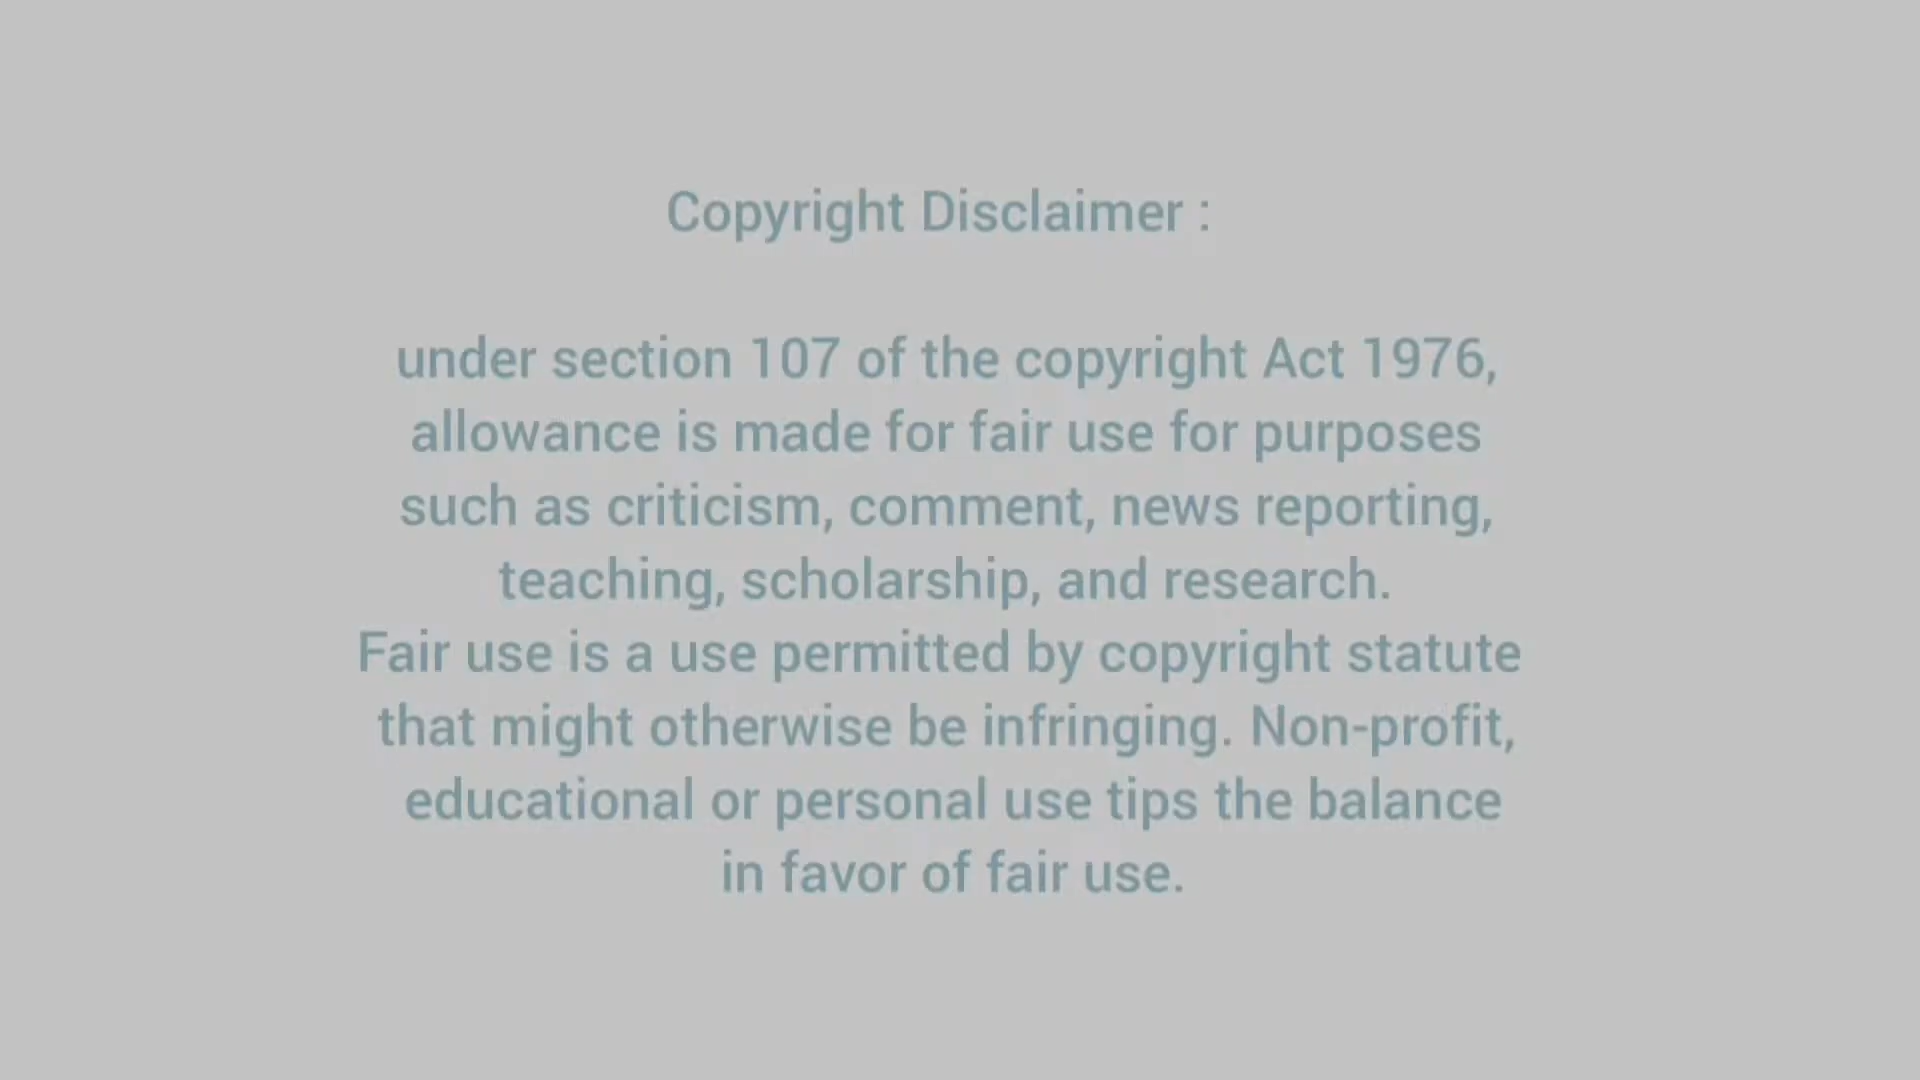 Copyright Disclaimer :
under section 107 of the copyright Act 1976,
allowance is made for fair use for purposes
such as criticism, comment, news reporting,
teaching, scholarship, and research.
Fair use is a use permitted by copyright statute
that might otherwise be infringing. Non-profit,
educational or personal use tips the balance
in favor of fair use.